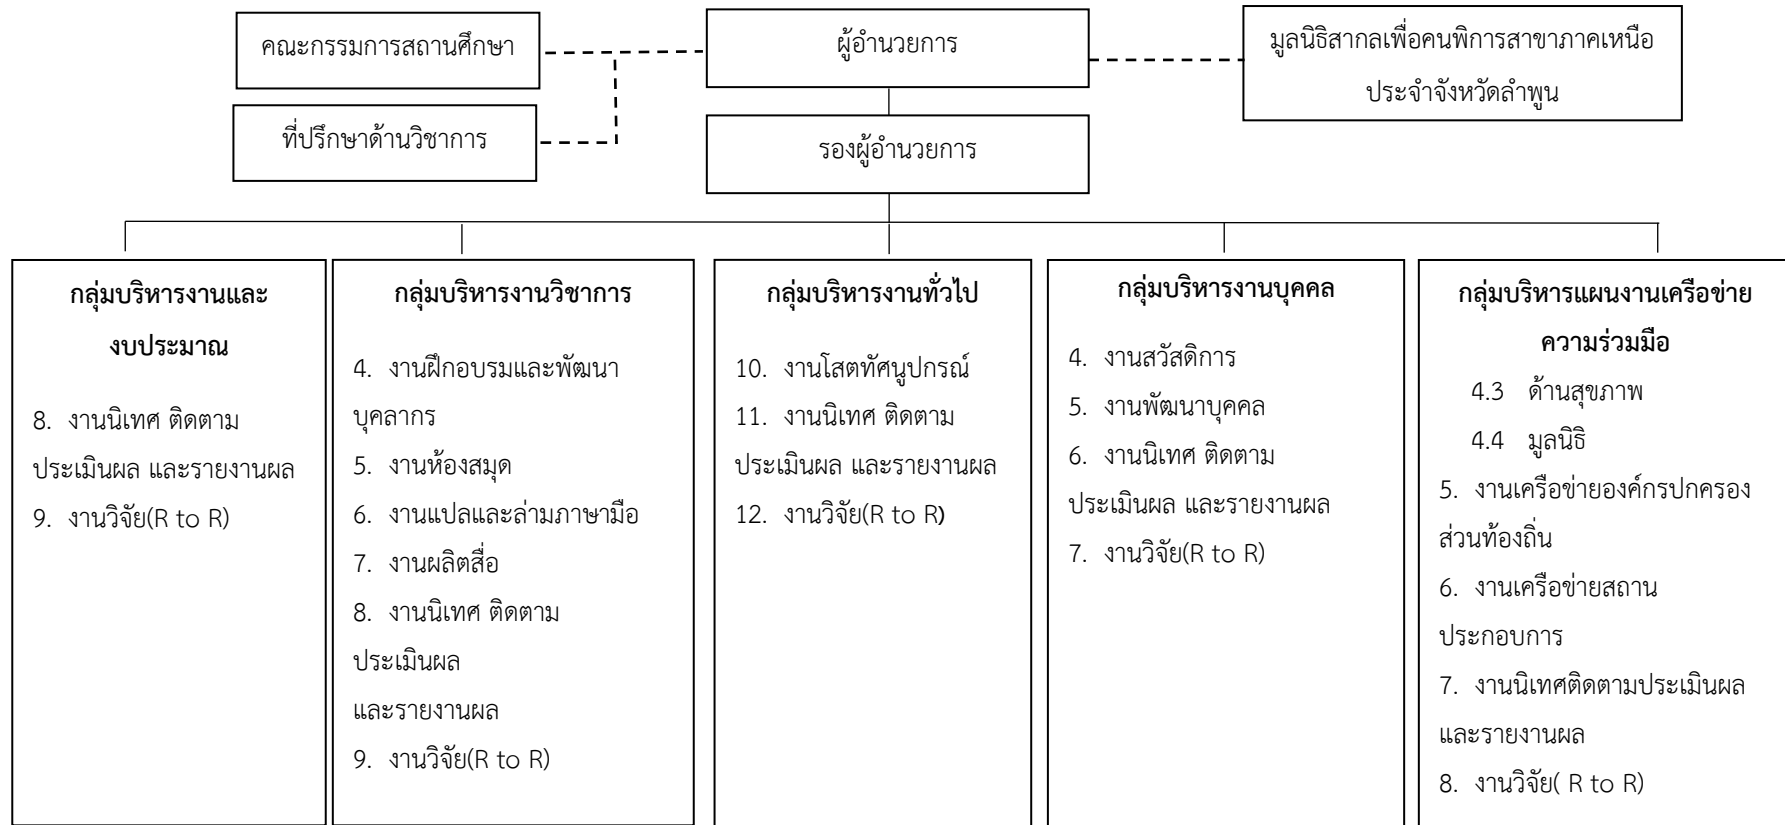 คณะกรรมการสถานศึกษา
ผู้อำนวยการ
มูลนิธิสากลเพื่อคนพิการสาขาภาคเหนือ
ประจำจังหวัดลำพูน
ที่ปรึกษาด้านวิชาการ
รองผู้อำนวยการ
กลุ่มบริหารงานและ
งบประมาณ
8. งานนิเทศ ติดตาม
ประเมินผล และรายงานผล
9. งานวิจัย(R to R)
กลุ่มบริหารงานวิชาการ
4. งานฝึกอบรมและพัฒนา
บุคลากร
5. งานห้องสมุด
6. งานแปลและล่ามภาษามือ
7. งานผลิตสื่อ
8. งานนิเทศ ติดตาม
ประเมินผล
และรายงานผล
9. งานวิจัย(R to R)
กลุ่มบริหารงานทั่วไป
10. งานโสตทัศนูปกรณ์
11. งานนิเทศ ติดตาม
ประเมินผล และรายงานผล
12. งานวิจัย(R to R)
กลุ่มบริหารงานบุคคล
4. งานสวัสดิการ
5. งานพัฒนาบุคคล
6. งานนิเทศ ติดตาม
ประเมินผล และรายงานผล
7. งานวิจัย(R to R)
กลุ่มบริหารแผนงานเครือข่าย
ความร่วมมือ
4.3 ด้านสุขภาพ
4.4 มูลนิธิ
5. งานเครือข่ายองค์กรปกครอง
ส่วนท้องถิ่น
6. งานเครือข่ายสถาน
ประกอบการ
7. งานนิเทศติดตามประเมินผล
และรายงานผล
8. งานวิจัย( R to R)